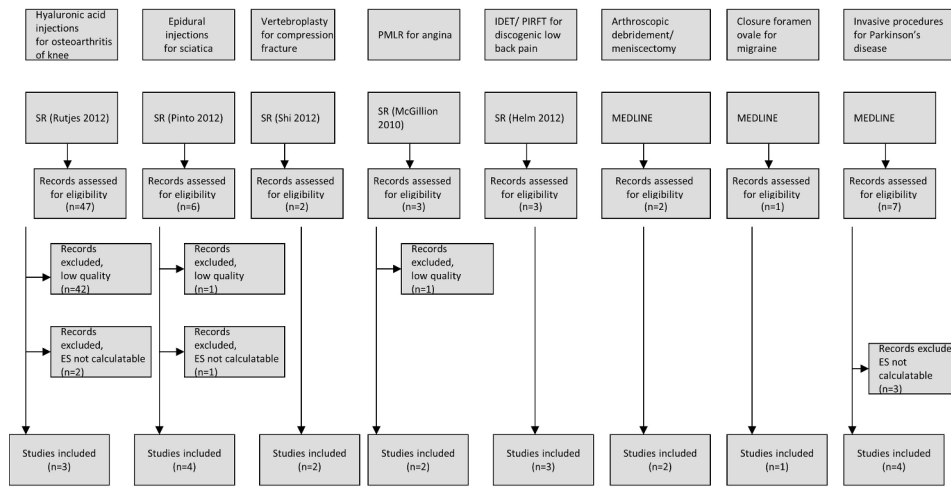 Hyaluronic acid
injections
for osteoarthritis
of knee
Epidural
injections
for sciatica
Vertebroplasty
for compression
fracture
PMLR for angina
IDET/ PIRFT for
discogenic low
back pain
Arthroscopic
debridement/
meniscectomy
Closure foramen
ovale for
migraine
Invasive procedures
for Parkinson's
disease
SR (Rutjes 2012)
SR (Pinto 2012)
SR (Shi 2012)
SR (McGillion
2010)
SR (Helm 2012)
MEDLINE
MEDLINE
MEDLINE
Records assessed
for eligibility
(n=47)
Records assessed
for eligibility
(n=6)
Records assessed
for eligibility
(n=2)
Records assessed
for eligibility
(n=3)
Records assessed
for eligibility
(n=3)
Records assessed
for eligibility
(n=2)
Records assessed
for eligibility
(n=1)
Records assessed
for eligibility
(n=7)
Records
excluded,
low quality
(n=42)
Records
excluded,
low quality
(n=1)
Records
excluded,
low quality
(n=1)
Records
excluded,
ES not calculatable
(n=2)
Records
excluded,
ES not calculatable
(n=1)
Records exclude
ES not
calculatable
(n=3)
Studies included
(n=3)
Studies included
(n=4)
Studies included
(n=2)
Studies included
(n=2)
Studies included
(n=3)
Studies included
(n=2)
Studies included
(n=1)
Studies included
(n=4)